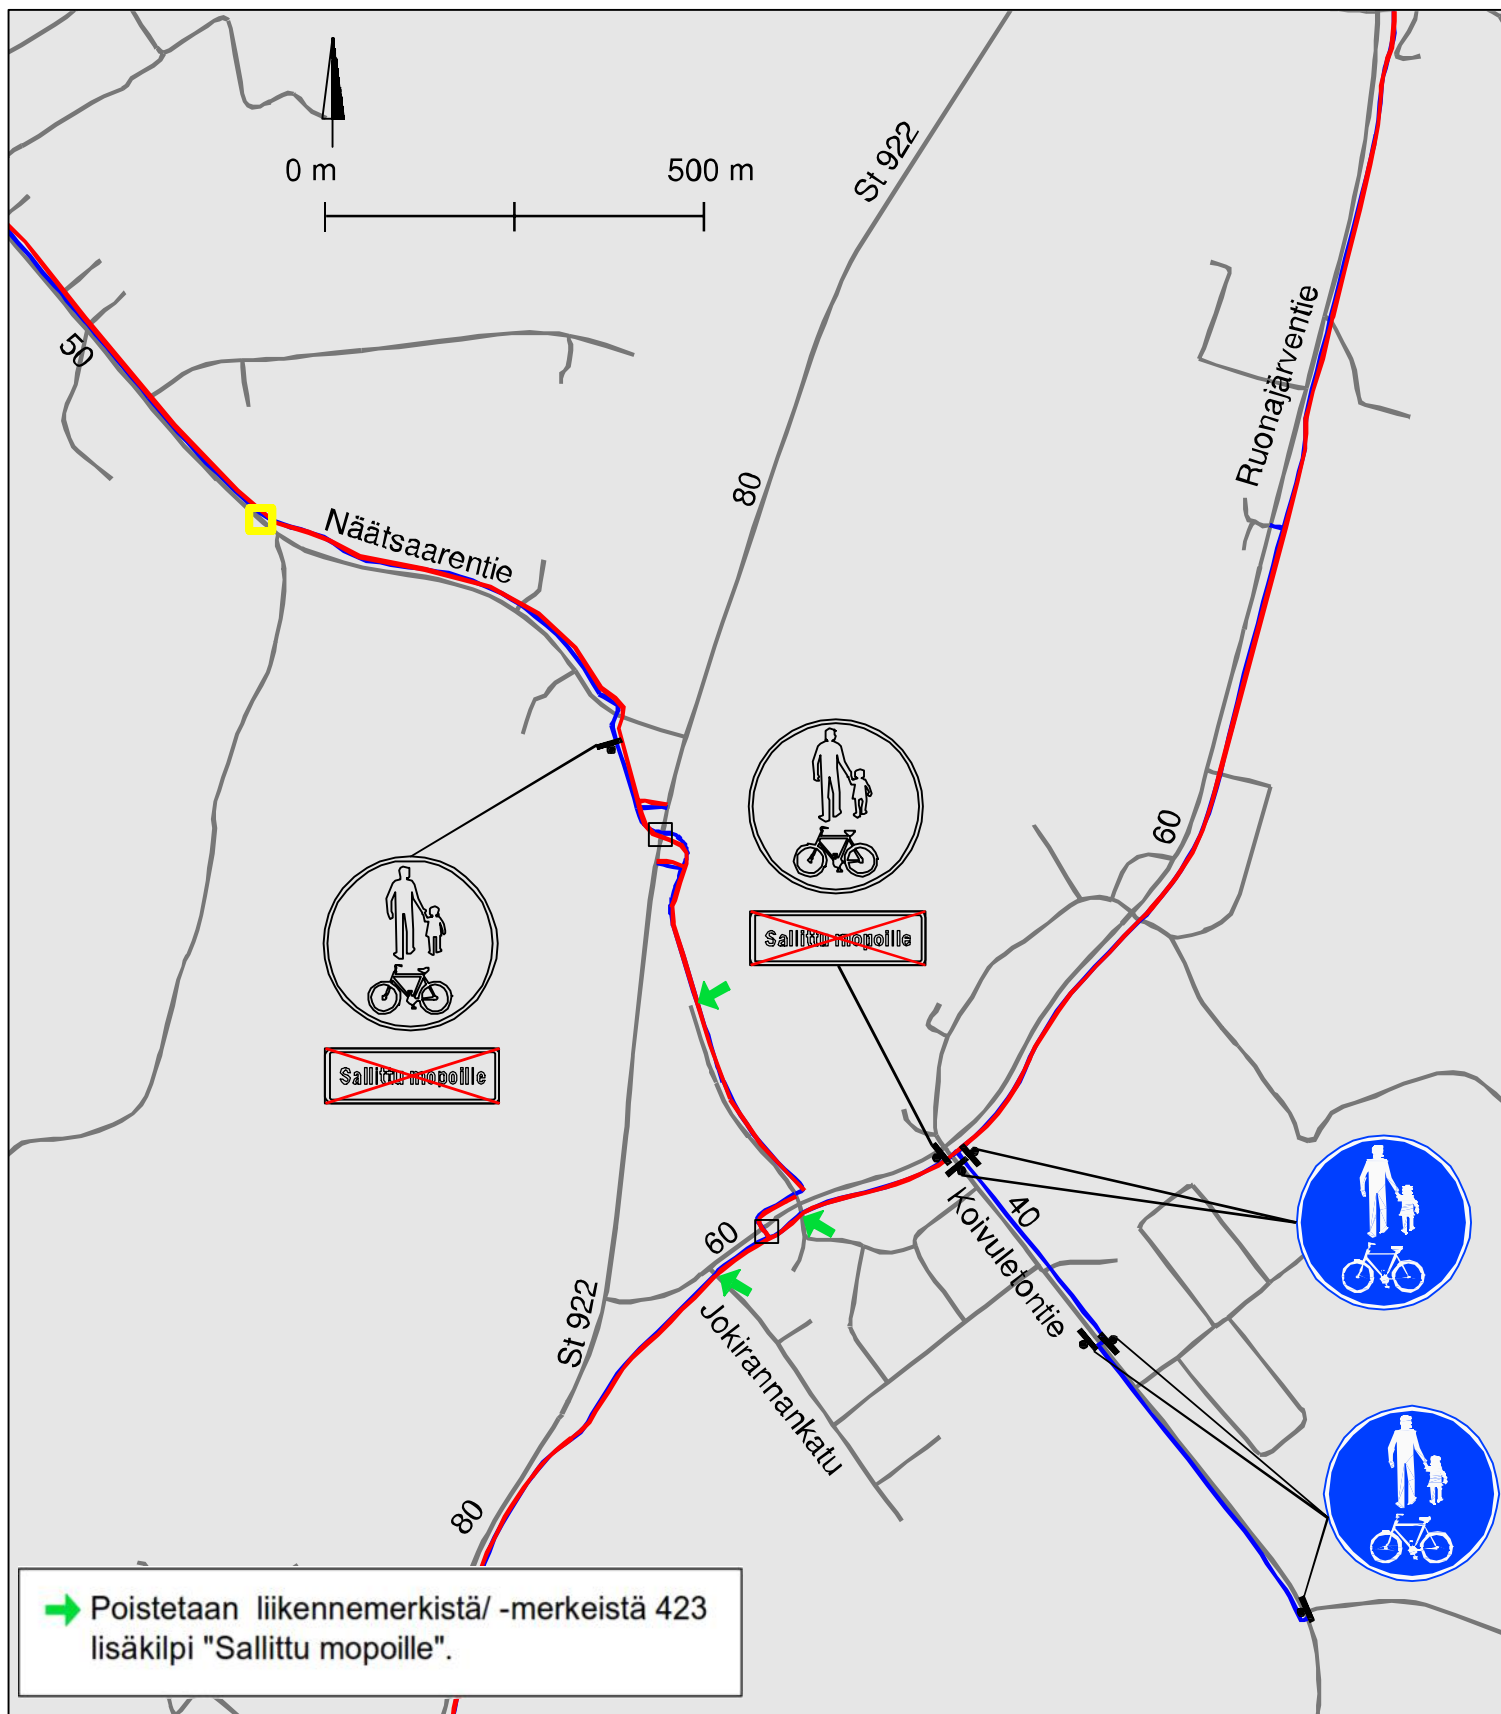 0 m
500 m
St 922
50
Ruonajärventie
80
Näätsaarentie
60
Sallittu mopoille
Sallittu mopoille
40
Koivuletontie
60
St 922
Jokirannankatu
80
Poistetaan liikennemerkistä/ -merkeistä 423
lisäkilpi "Sallittu mopoille".